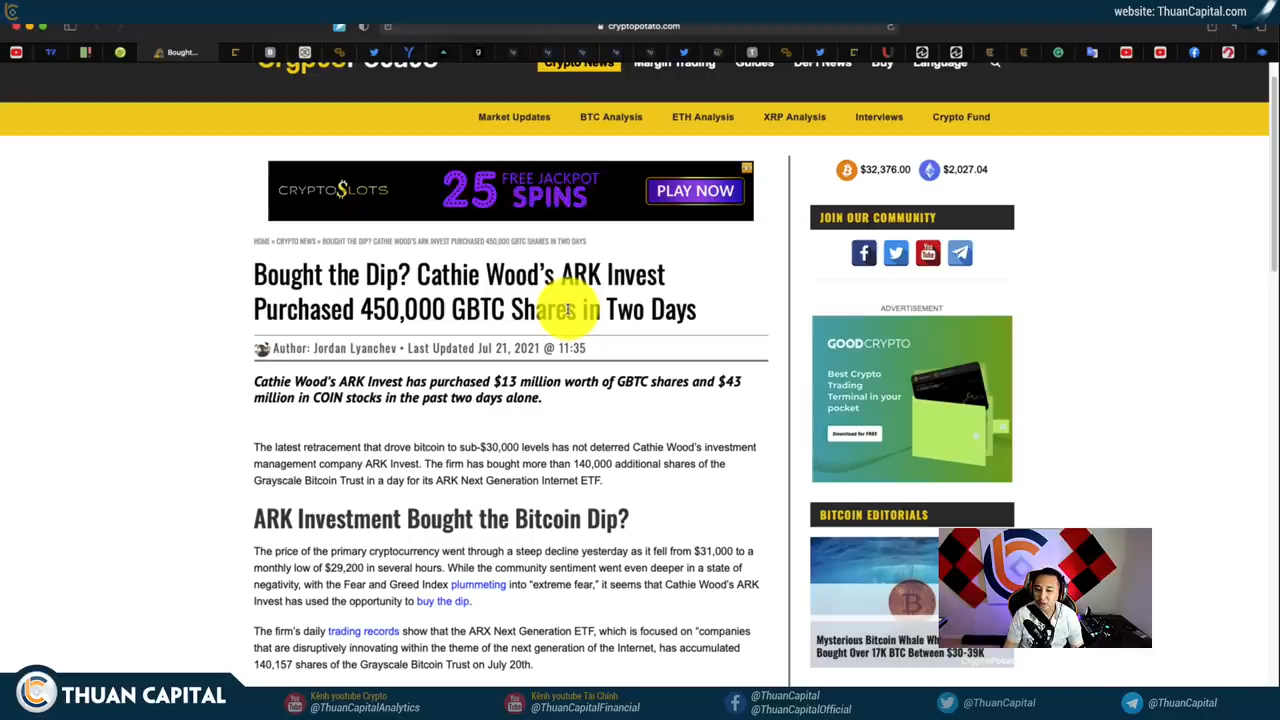 website: ThuanCapital.com
cryptopotato.com
Bought...
Crypto News
Margin Trading
Guides
DeFi News
Buy
Language
Market Updates
BTC Analysis
ETH Analysis
XRP Analysis
Interviews
Crypto Fund
CRYPTOSLOTS
25 FREE JACKPOT SPINS
PLAY NOW
$32,376.00
$2,027.04
JOIN OUR COMMUNITY
HOME » CRYPTO NEWS » BOUGHT THE DIP? CATHIE WOOD'S ARK INVEST PURCHASED 450,000 GBTC SHARES IN TWO DAYS
Bought the Dip? Cathie Wood's ARK Invest
Purchased 450,000 GBTC Shares in Two Days
Author: Jordan Lyanchev • Last Updated Jul 21, 2021 @ 11:35
Cathie Wood's ARK Invest has purchased $13 million worth of GBTC shares and $43
million in COIN stocks in the past two days alone.
The latest retracement that drove bitcoin to sub-$30,000 levels has not deterred Cathie Wood's investment
management company ARK Invest. The firm has bought more than 140,000 additional shares of the
Grayscale Bitcoin Trust in a day for its ARK Next Generation Internet ETF.
ARK Investment Bought the Bitcoin Dip?
The price of the primary cryptocurrency went through a steep decline yesterday as it fell from $31,000 to a
monthly low of $29,200 in several hours. While the community sentiment went even deeper in a state of
negativity, with the Fear and Greed Index plummeting into "extreme fear," it seems that Cathie Wood's ARK
Invest has used the opportunity to buy the dip.
The firm's daily trading records show that the ARX Next Generation ETF, which is focused on "companies
that are disruptively innovating within the theme of the next generation of the Internet, has accumulated
140,157 shares of the Grayscale Bitcoin Trust on July 20th.
ADVERTISEMENT
GOODCRYPTO
Best Crypto
Trading
Terminal in your
pocket
Download for FREE
BITCOIN EDITORIALS
Mysterious Bitcoin Whale
Bought Over 17K BTC Between $30-39K
THUAN CAPITAL
Kênh youtube Crypto
@ThuanCapitalAnalytics
Kênh youtube Tài Chính
@ThuanCapitalFinancial
@ThuanCapital
@ThuanCapitalOfficial
@ThuanCapital
@ThuanCapital